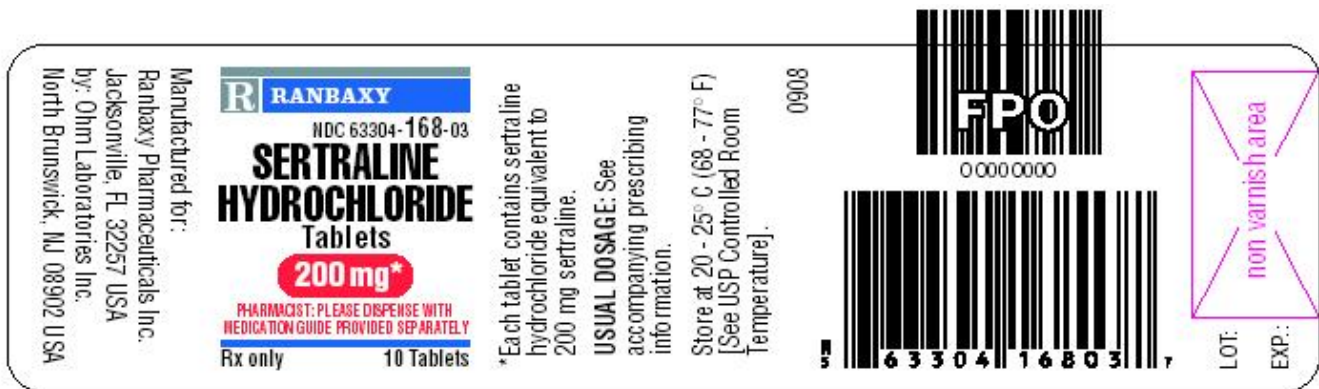 Manufactured for:
Ranbaxy Pharmaceuticals Inc.
Jacksonville, FL 32257 USA
by: Ohm Laboratories Inc.
North Brunswick, NJ 08902 USA
R RANBAXY
NDC 63304-168-03
SERTRALINE
HYDROCHLORIDE
Tablets
200 mg*
PHARMACIST: PLEASE DISPENSE WITH
MEDICATION GUIDE PROVIDED SEPARATELY
Rx only 10 Tablets
*Each tablet contains sertraline
hydrochloride equivalent to
200 mg sertraline.
USUAL DOSAGE: See
accompanying prescribing
information.
Store at 20 - 25° C (68 - 77° F)
[See USP Controlled Room
Temperature].
0908
FPO
00000000
N
3 63304 16803 7
non varnish area
LOT:
EXP.: